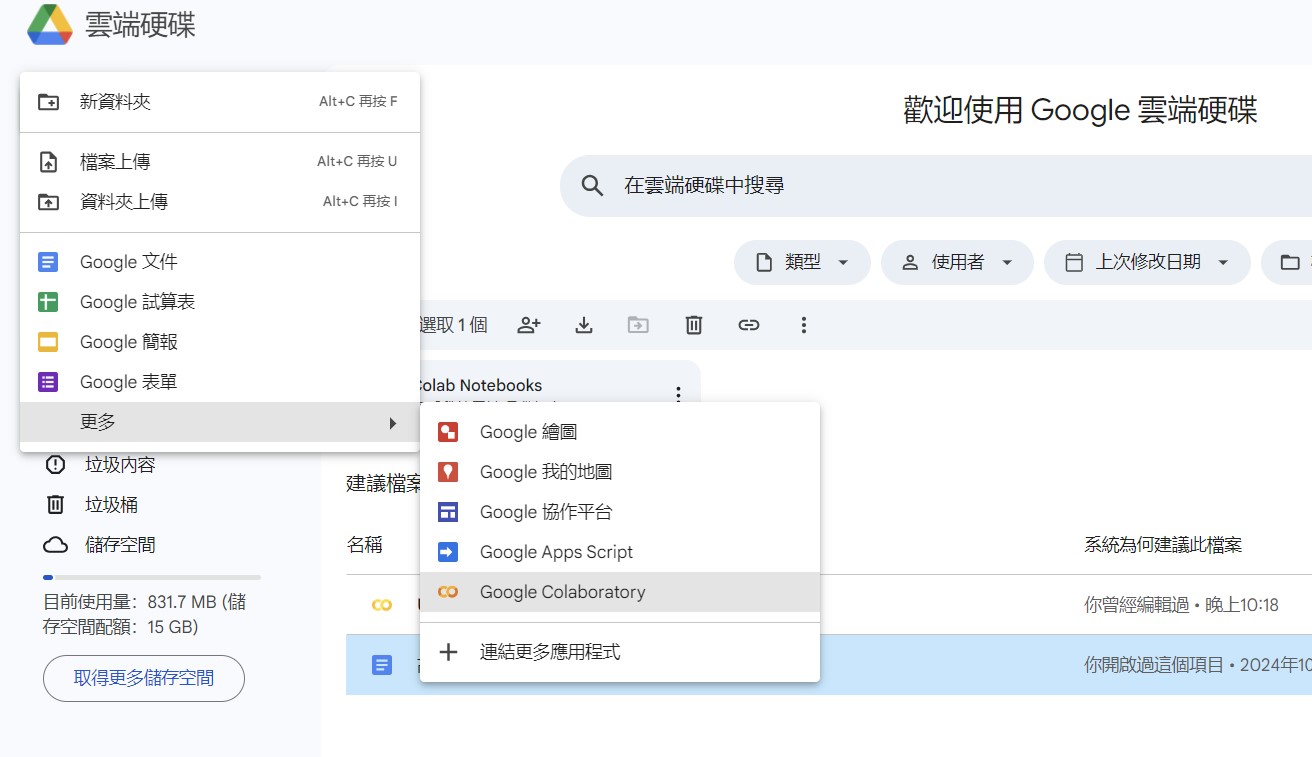 雲端硬碟
新資料夾 Alt+C 再按 F
檔案上傳 Alt+C 再按 U
資料夾上傳 Alt+C 再按 I
Google 文件
Google 試算表
Google 簡報
Google 表單
更多
垃圾內容
垃圾桶
儲存空間
目前使用量： 831.7 MB (儲
存空間配額： 15 GB)
取得更多儲存空間
歡迎使用 Google 雲端硬碟
在雲端硬碟中搜尋
類型 使用者 上次修改日期
選取 1 個
Colab Notebooks
建議檔案
名稱 系統為何建議此檔案
你曾經編輯過 • 晚上10:18
你開啟過這個項目 • 2024年10
Google 繪圖
Google 我的地圖
Google 協作平台
Google Apps Script
Google Colaboratory
連結更多應用程式